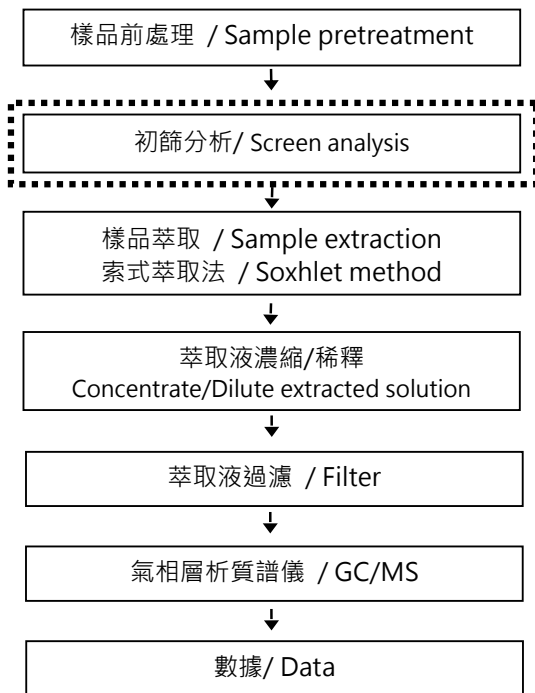 樣品前處理 / Sample pretreatment
初篩分析/ Screen analysis
樣品萃取 / Sample extraction
索式萃取法 / Soxhlet method
萃取液濃縮/稀釋
Concentrate/Dilute extracted solution
萃取液過濾 / Filter
氣相層析質譜儀 / GC/MS
數據/ Data